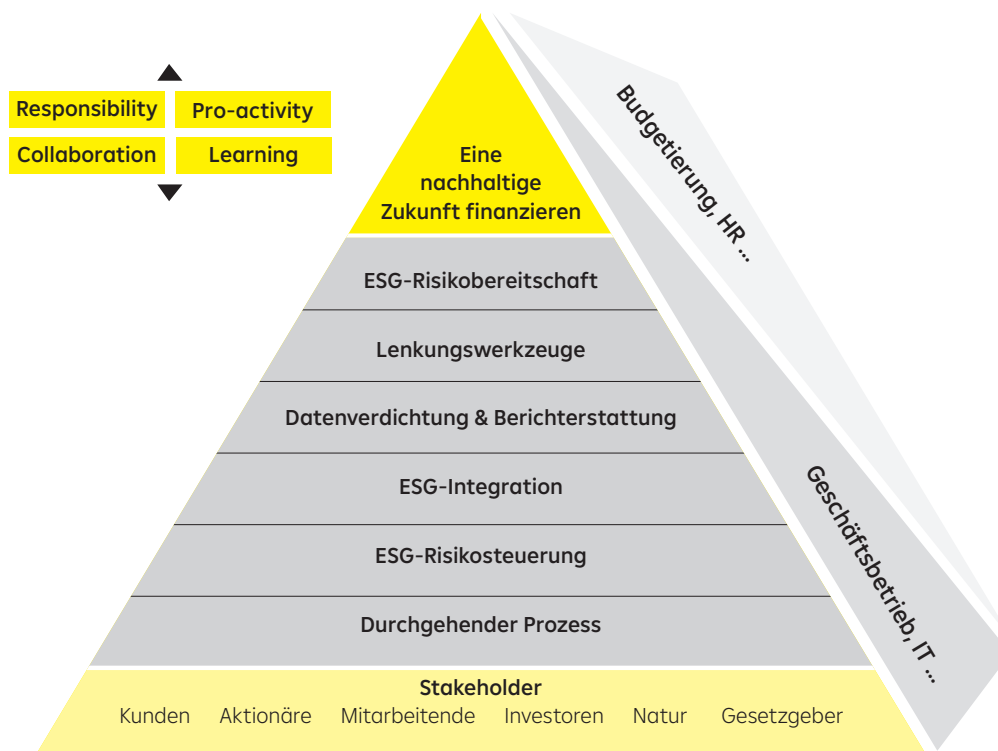 Responsibility Pro-activity
Collaboration Learning
Eine
nachhaltige
Zukunft finanzieren
ESG-Risikobereitschaft
Lenkungswerkzeuge
Datenverdichtung & Berichterstattung
ESG-Integration
ESG-Risikosteuerung
Durchgehender Prozess
Stakeholder
Kunden Aktionäre Mitarbeitende Investoren Natur Gesetzgeber
Budgetierung, HR ...
Geschäftsbetrieb, IT ...